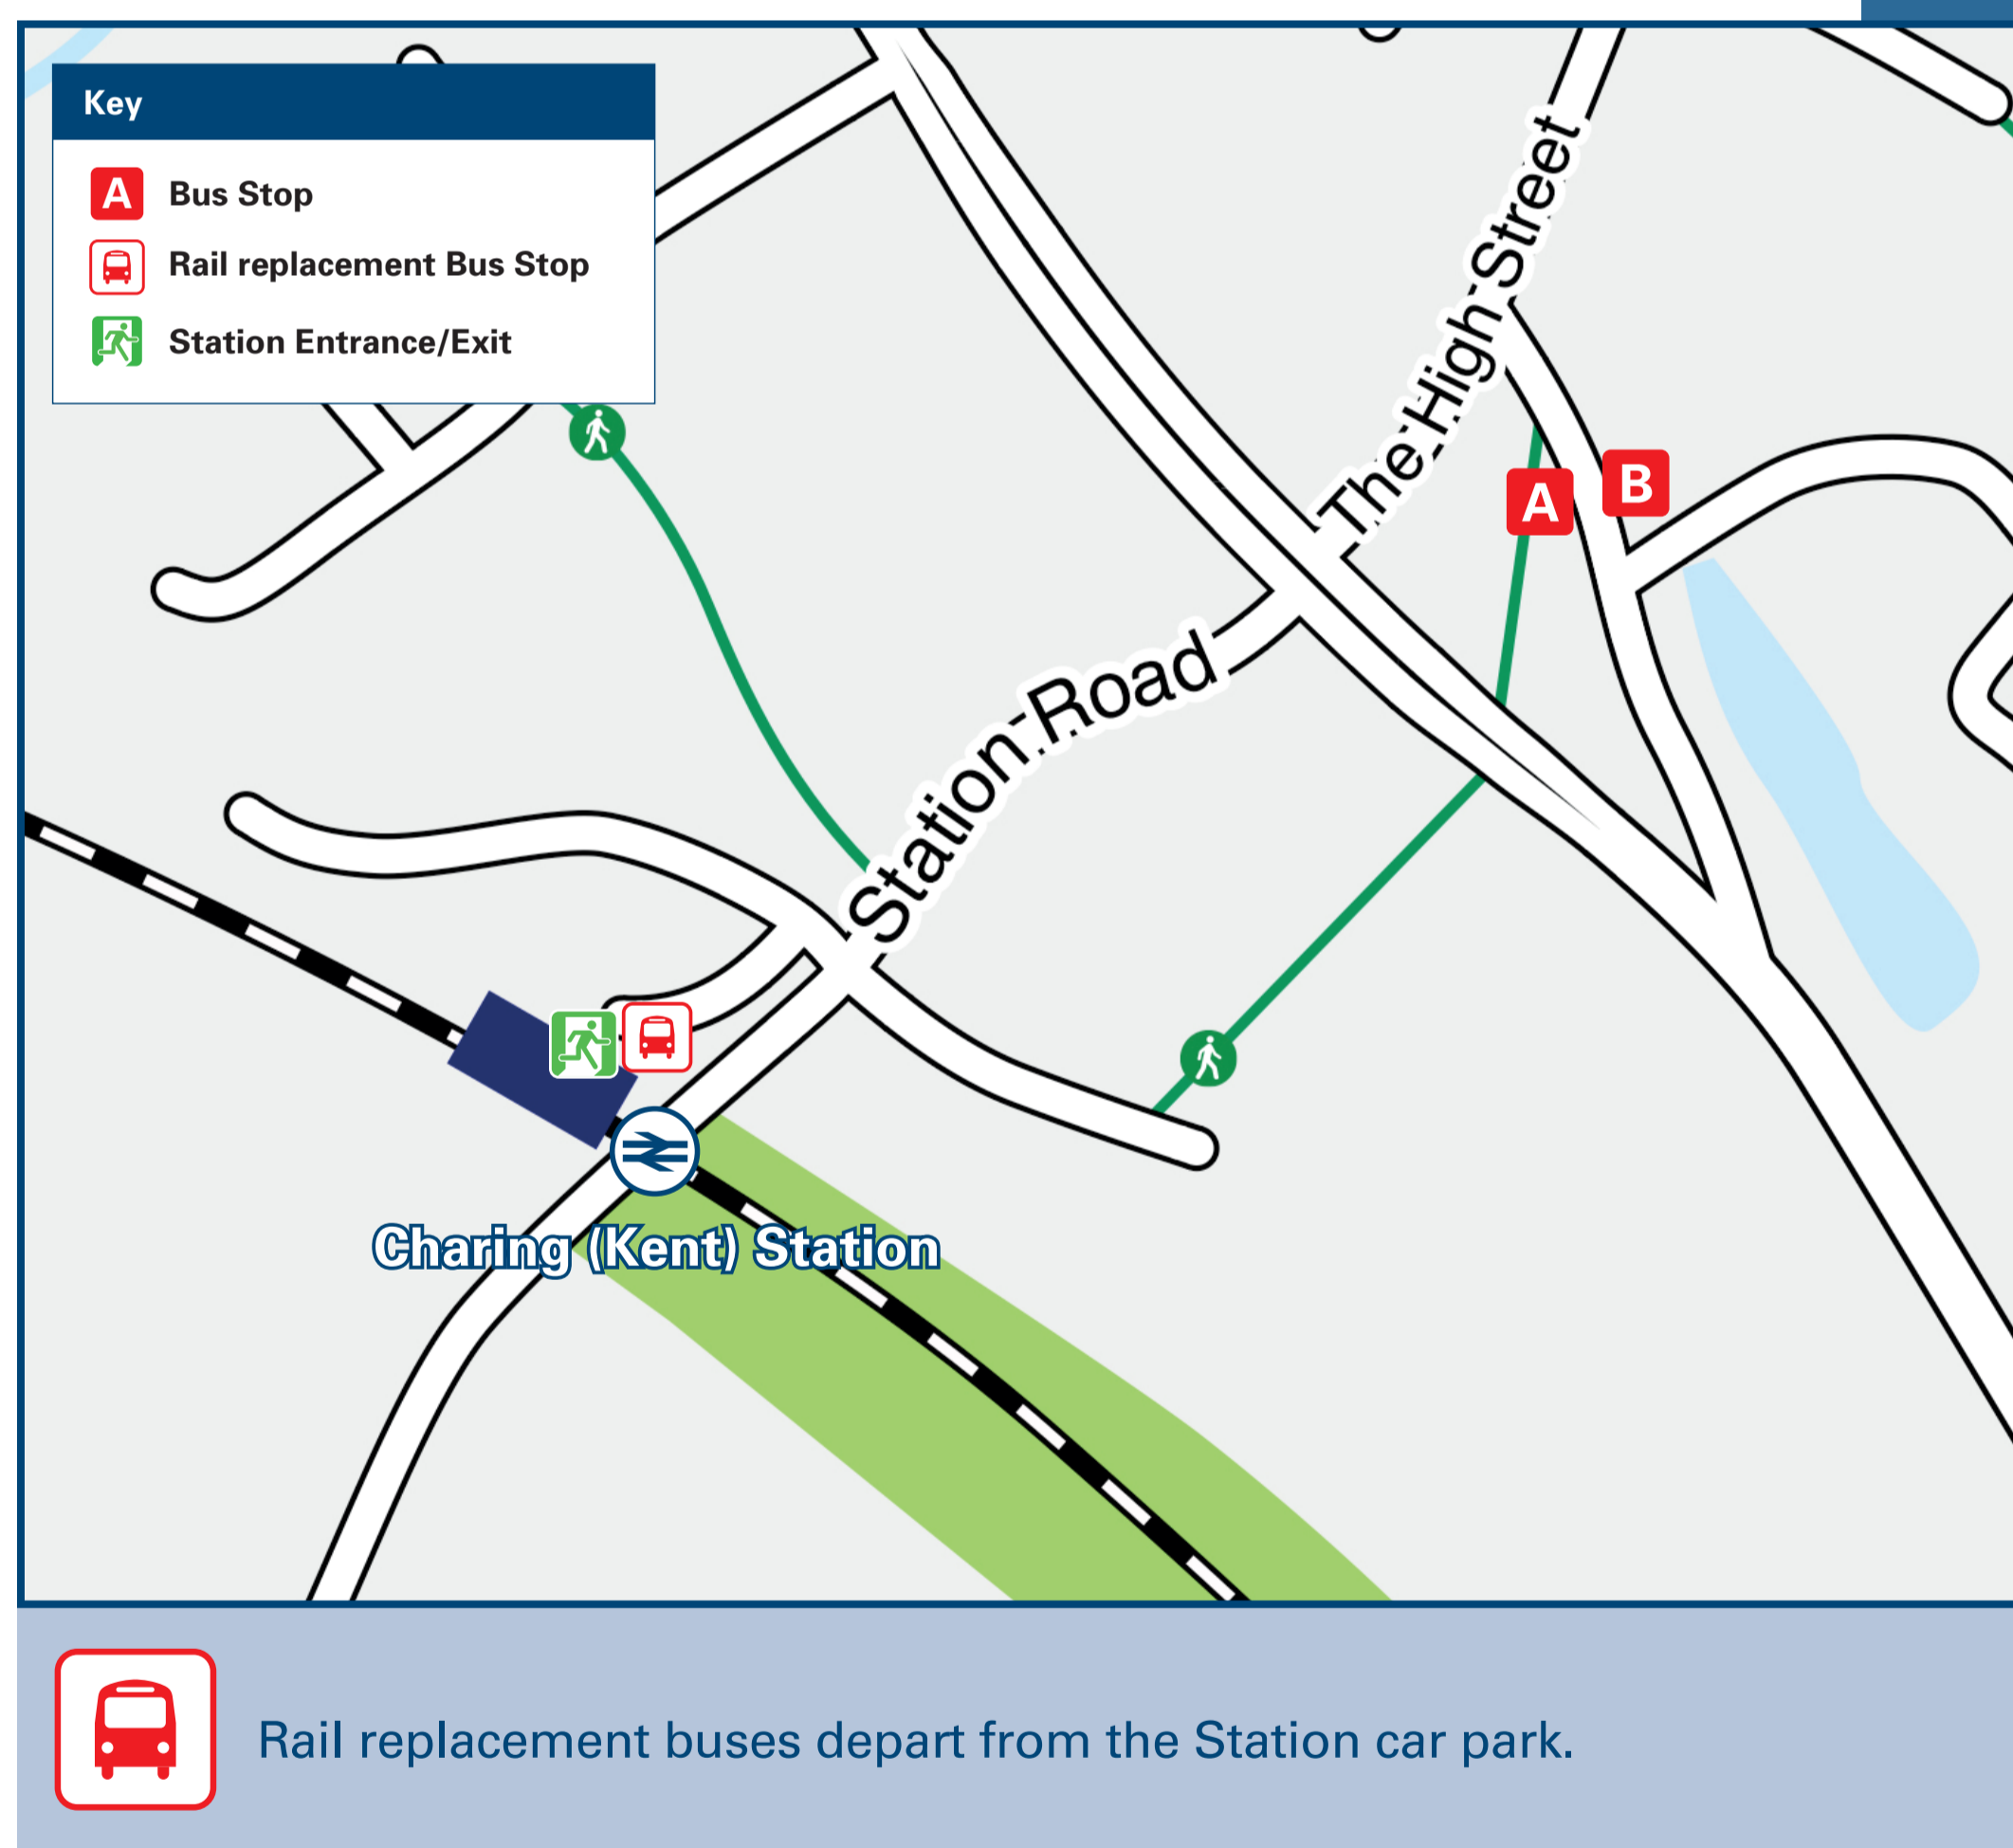 Key
A Bus Stop
Rail replacement Bus Stop
Station Entrance/Exit
The High Street
A
B
Station Road
Charing (Kent) Station
Rail replacement buses depart from the Station car park.